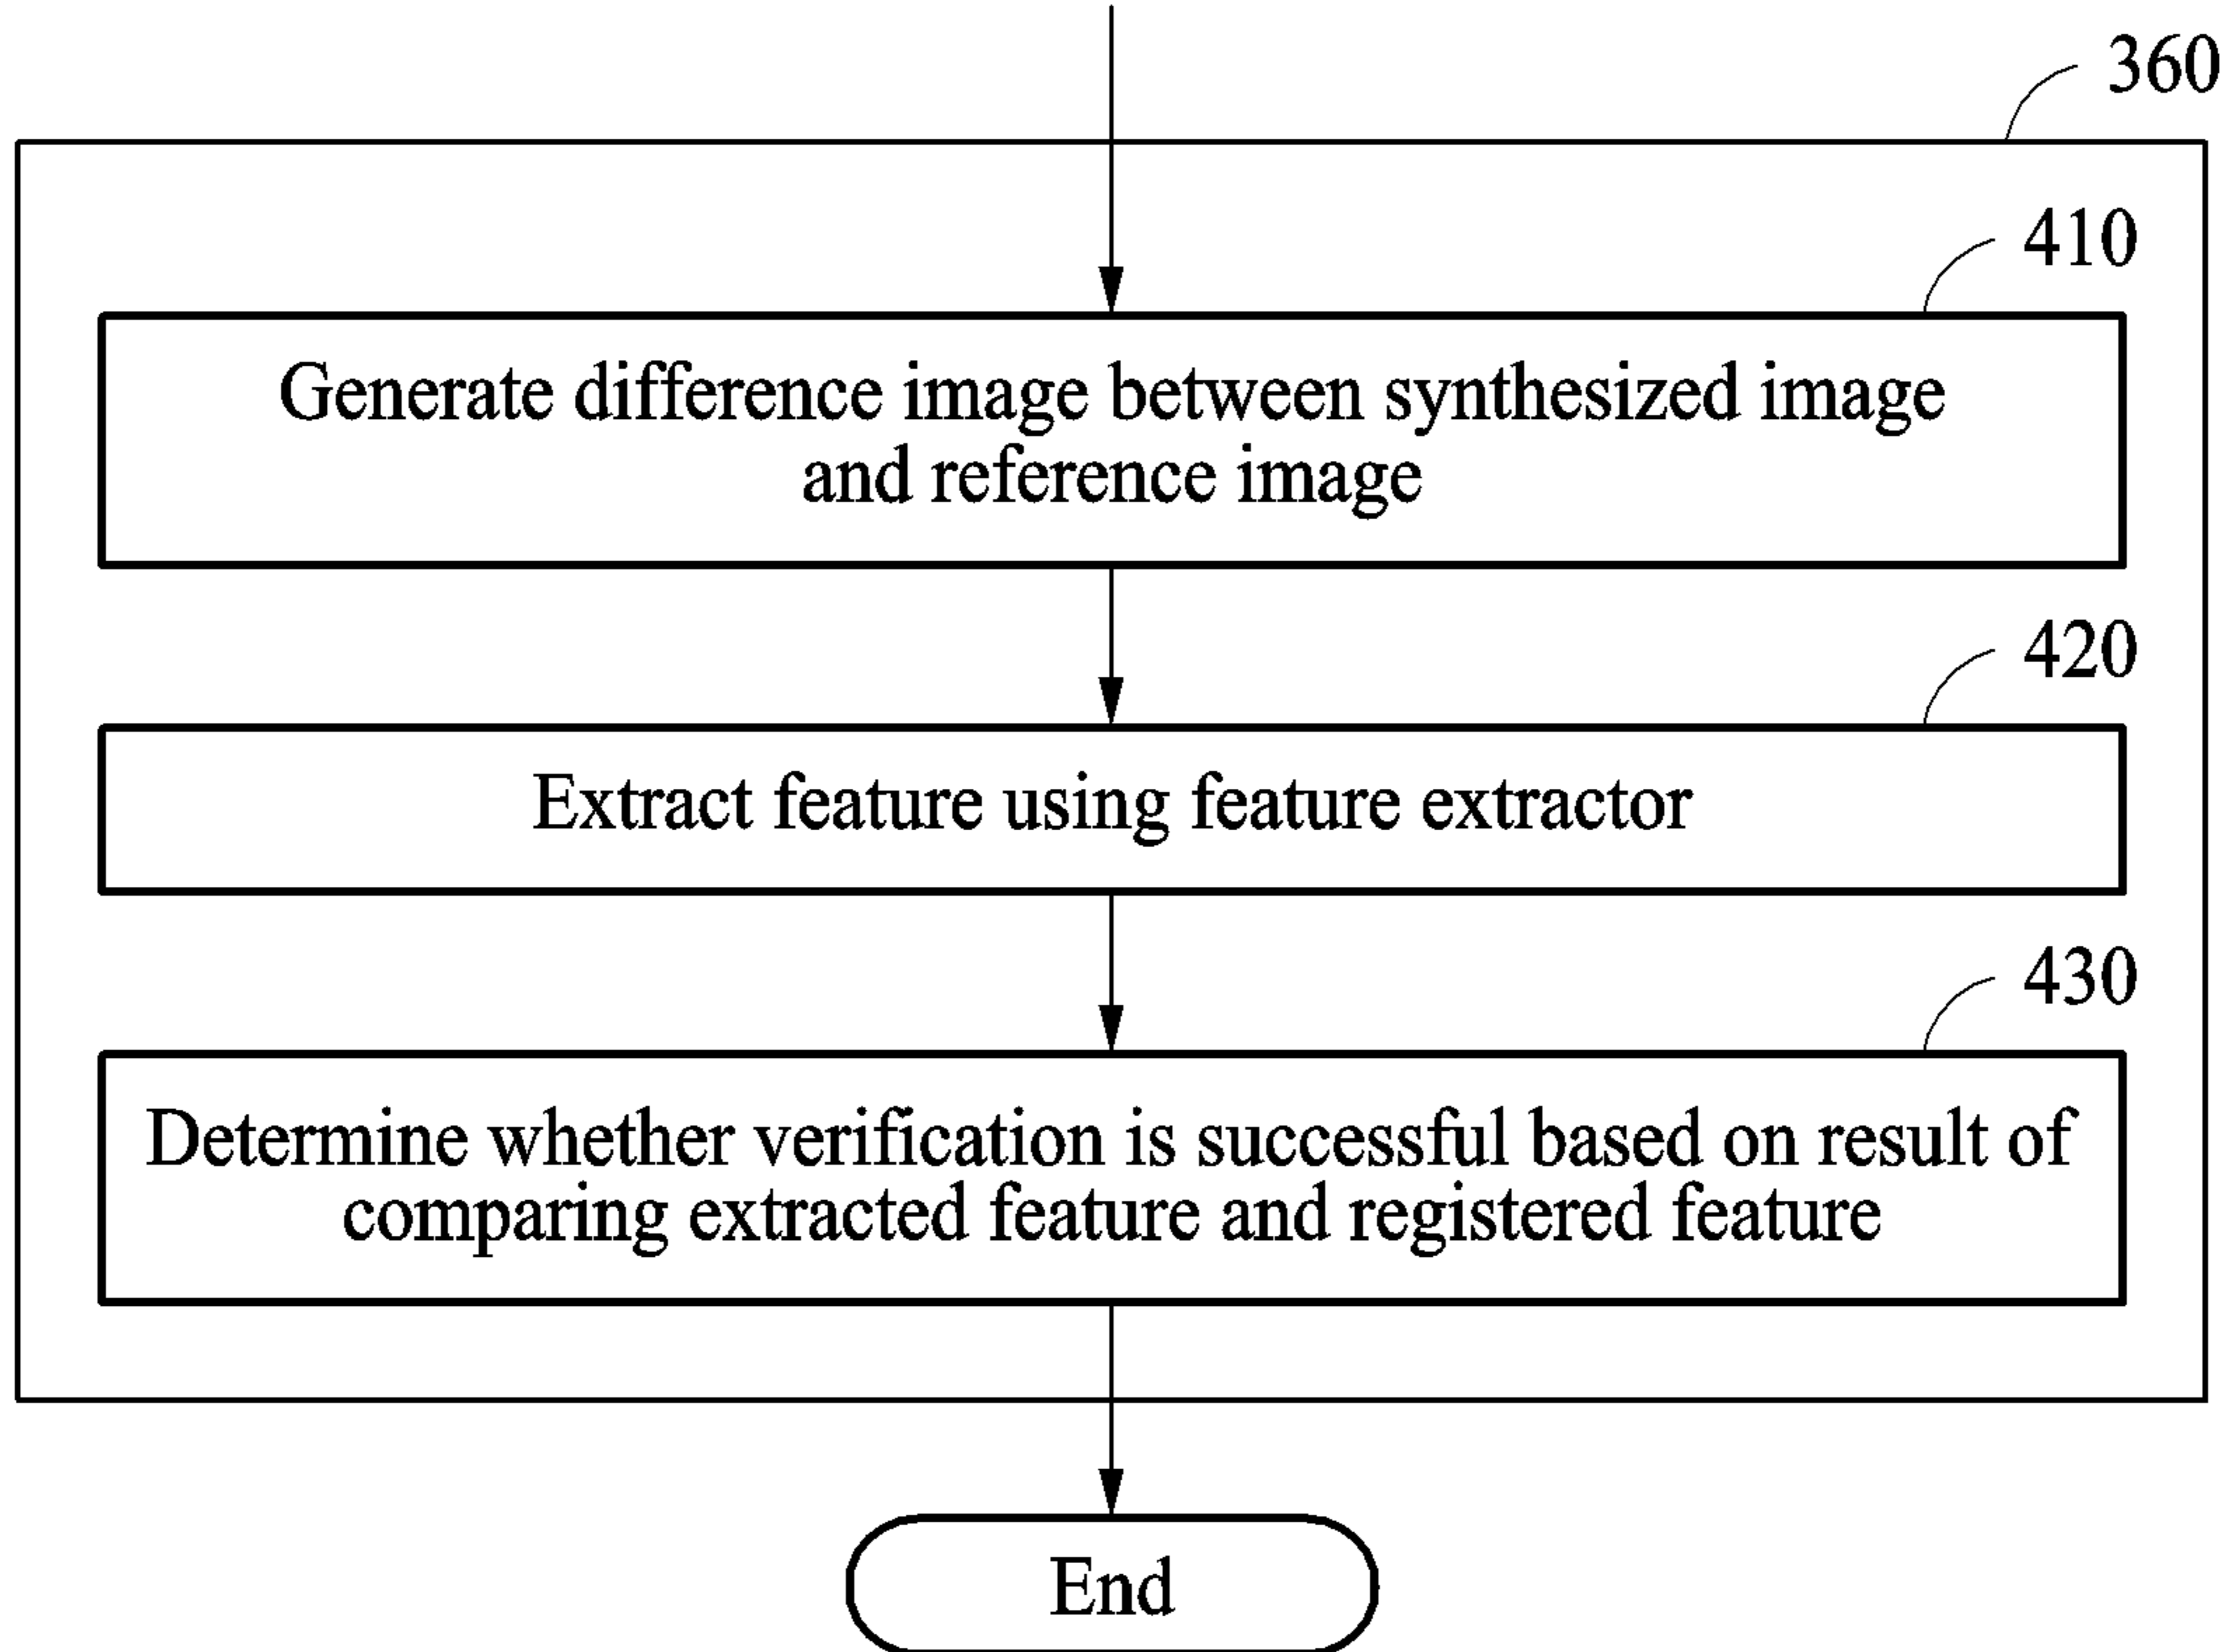 360
410
Generate difference image between synthesized image
and reference image
420
Extract feature using feature extractor
430
Determine whether verification is successful based on result of
comparing extracted feature and registered feature
End